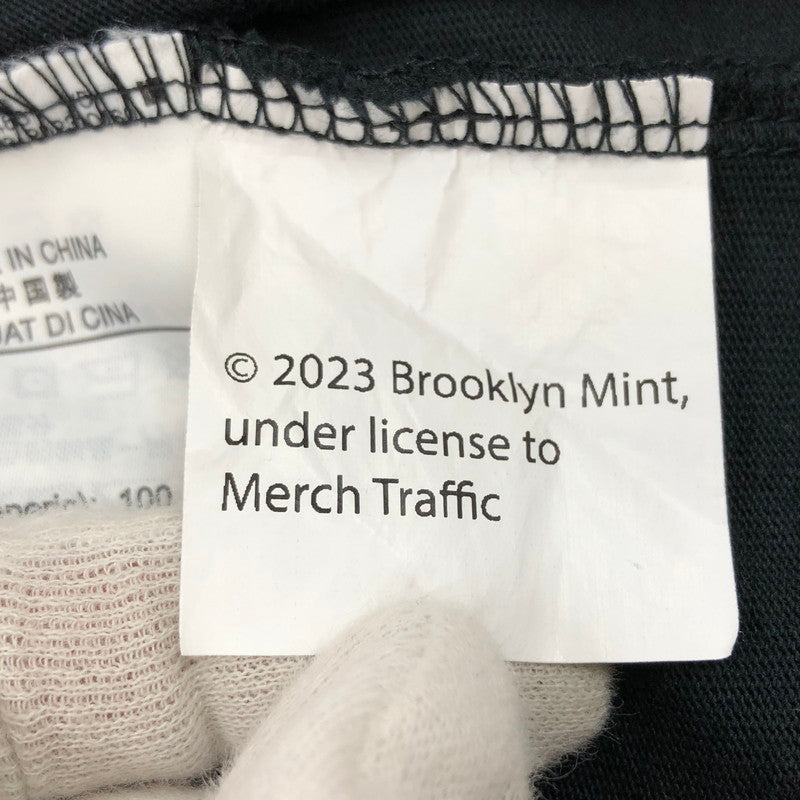 IN CHINA
中国製
DI CINA
100
© 2023 Brooklyn Mint,
under license to
Merch Traffic